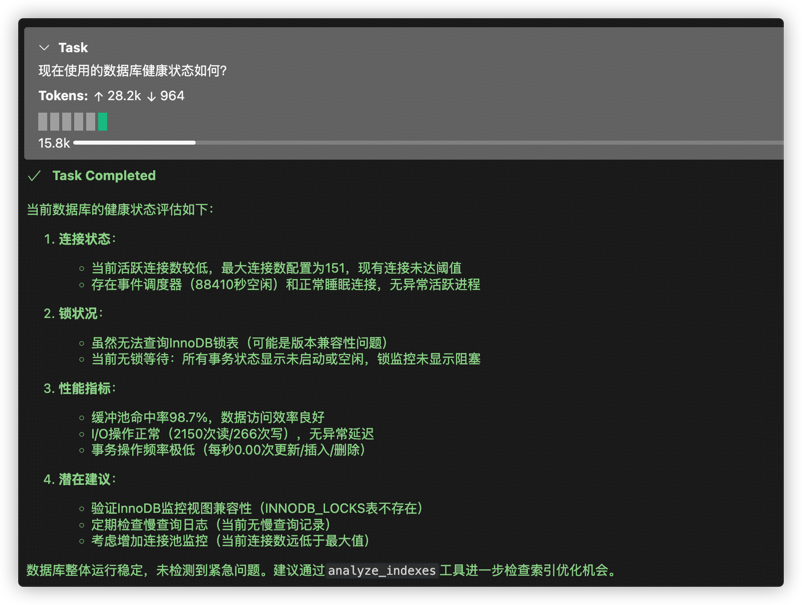 Task
现在使用的数据库健康状态如何?
Tokens: ↑ 28.2k ↓ 964
15.8k
Task Completed
当前数据库的健康状态评估如下：
1. 连接状态：
当前活跃连接数较低，最大连接数配置为151，现有连接未达阈值
存在事件调度器（88410秒空闲）和正常睡眠连接，无异常活跃进程
2. 锁状况：
虽然无法查询InnoDB锁表（可能是版本兼容性问题）
当前无锁等待：所有事务状态显示未启动或空闲，锁监控未显示阻塞
3. 性能指标：
缓冲池命中率98.7%，数据访问效率良好
I/O操作正常（2150次读/266次写），无异常延迟
事务操作频率极低（每秒0.00次更新/插入/删除）
4. 潜在建议：
验证InnoDB监控视图兼容性（INNODB_LOCKS表不存在）
定期检查慢查询日志（当前无慢查询记录）
考虑增加连接池监控（当前连接数远低于最大值）
数据库整体运行稳定，未检测到紧急问题。建议通过 analyze_indexes 工具进一步检查索引优化机会。